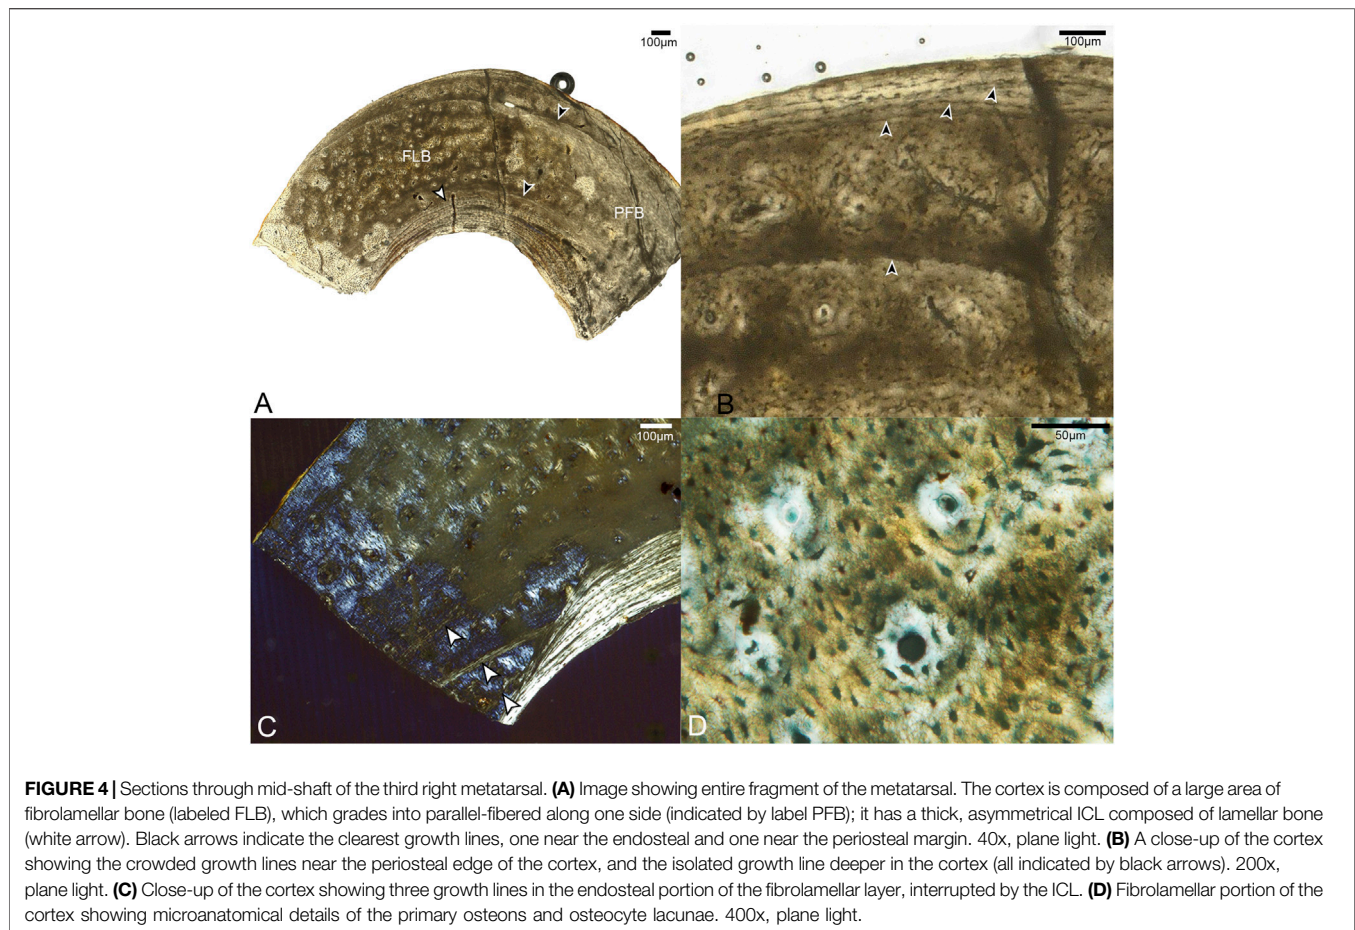 100µm
100µm
FLB
PFB
A
B
100µm
50µm
C
D
FIGURE 4 | Sections through mid-shaft of the third right metatarsal. (A) Image showing entire fragment of the metatarsal. The cortex is composed of a large area of
fibrolamellar bone (labeled FLB), which grades into parallel-fibered along one side (indicated by label PFB); it has a thick, asymmetrical ICL composed of lamellar bone
(white arrow). Black arrows indicate the clearest growth lines, one near the endosteal and one near the periosteal margin. 40x, plane light. (B) A close-up of the cortex
showing the crowded growth lines near the periosteal edge of the cortex, and the isolated growth line deeper in the cortex (all indicated by black arrows). 200x,
plane light. (C) Close-up of the cortex showing three growth lines in the endosteal portion of the fibrolamellar layer, interrupted by the ICL. (D) Fibrolamellar portion of the
cortex showing microanatomical details of the primary osteons and osteocyte lacunae. 400x, plane light.